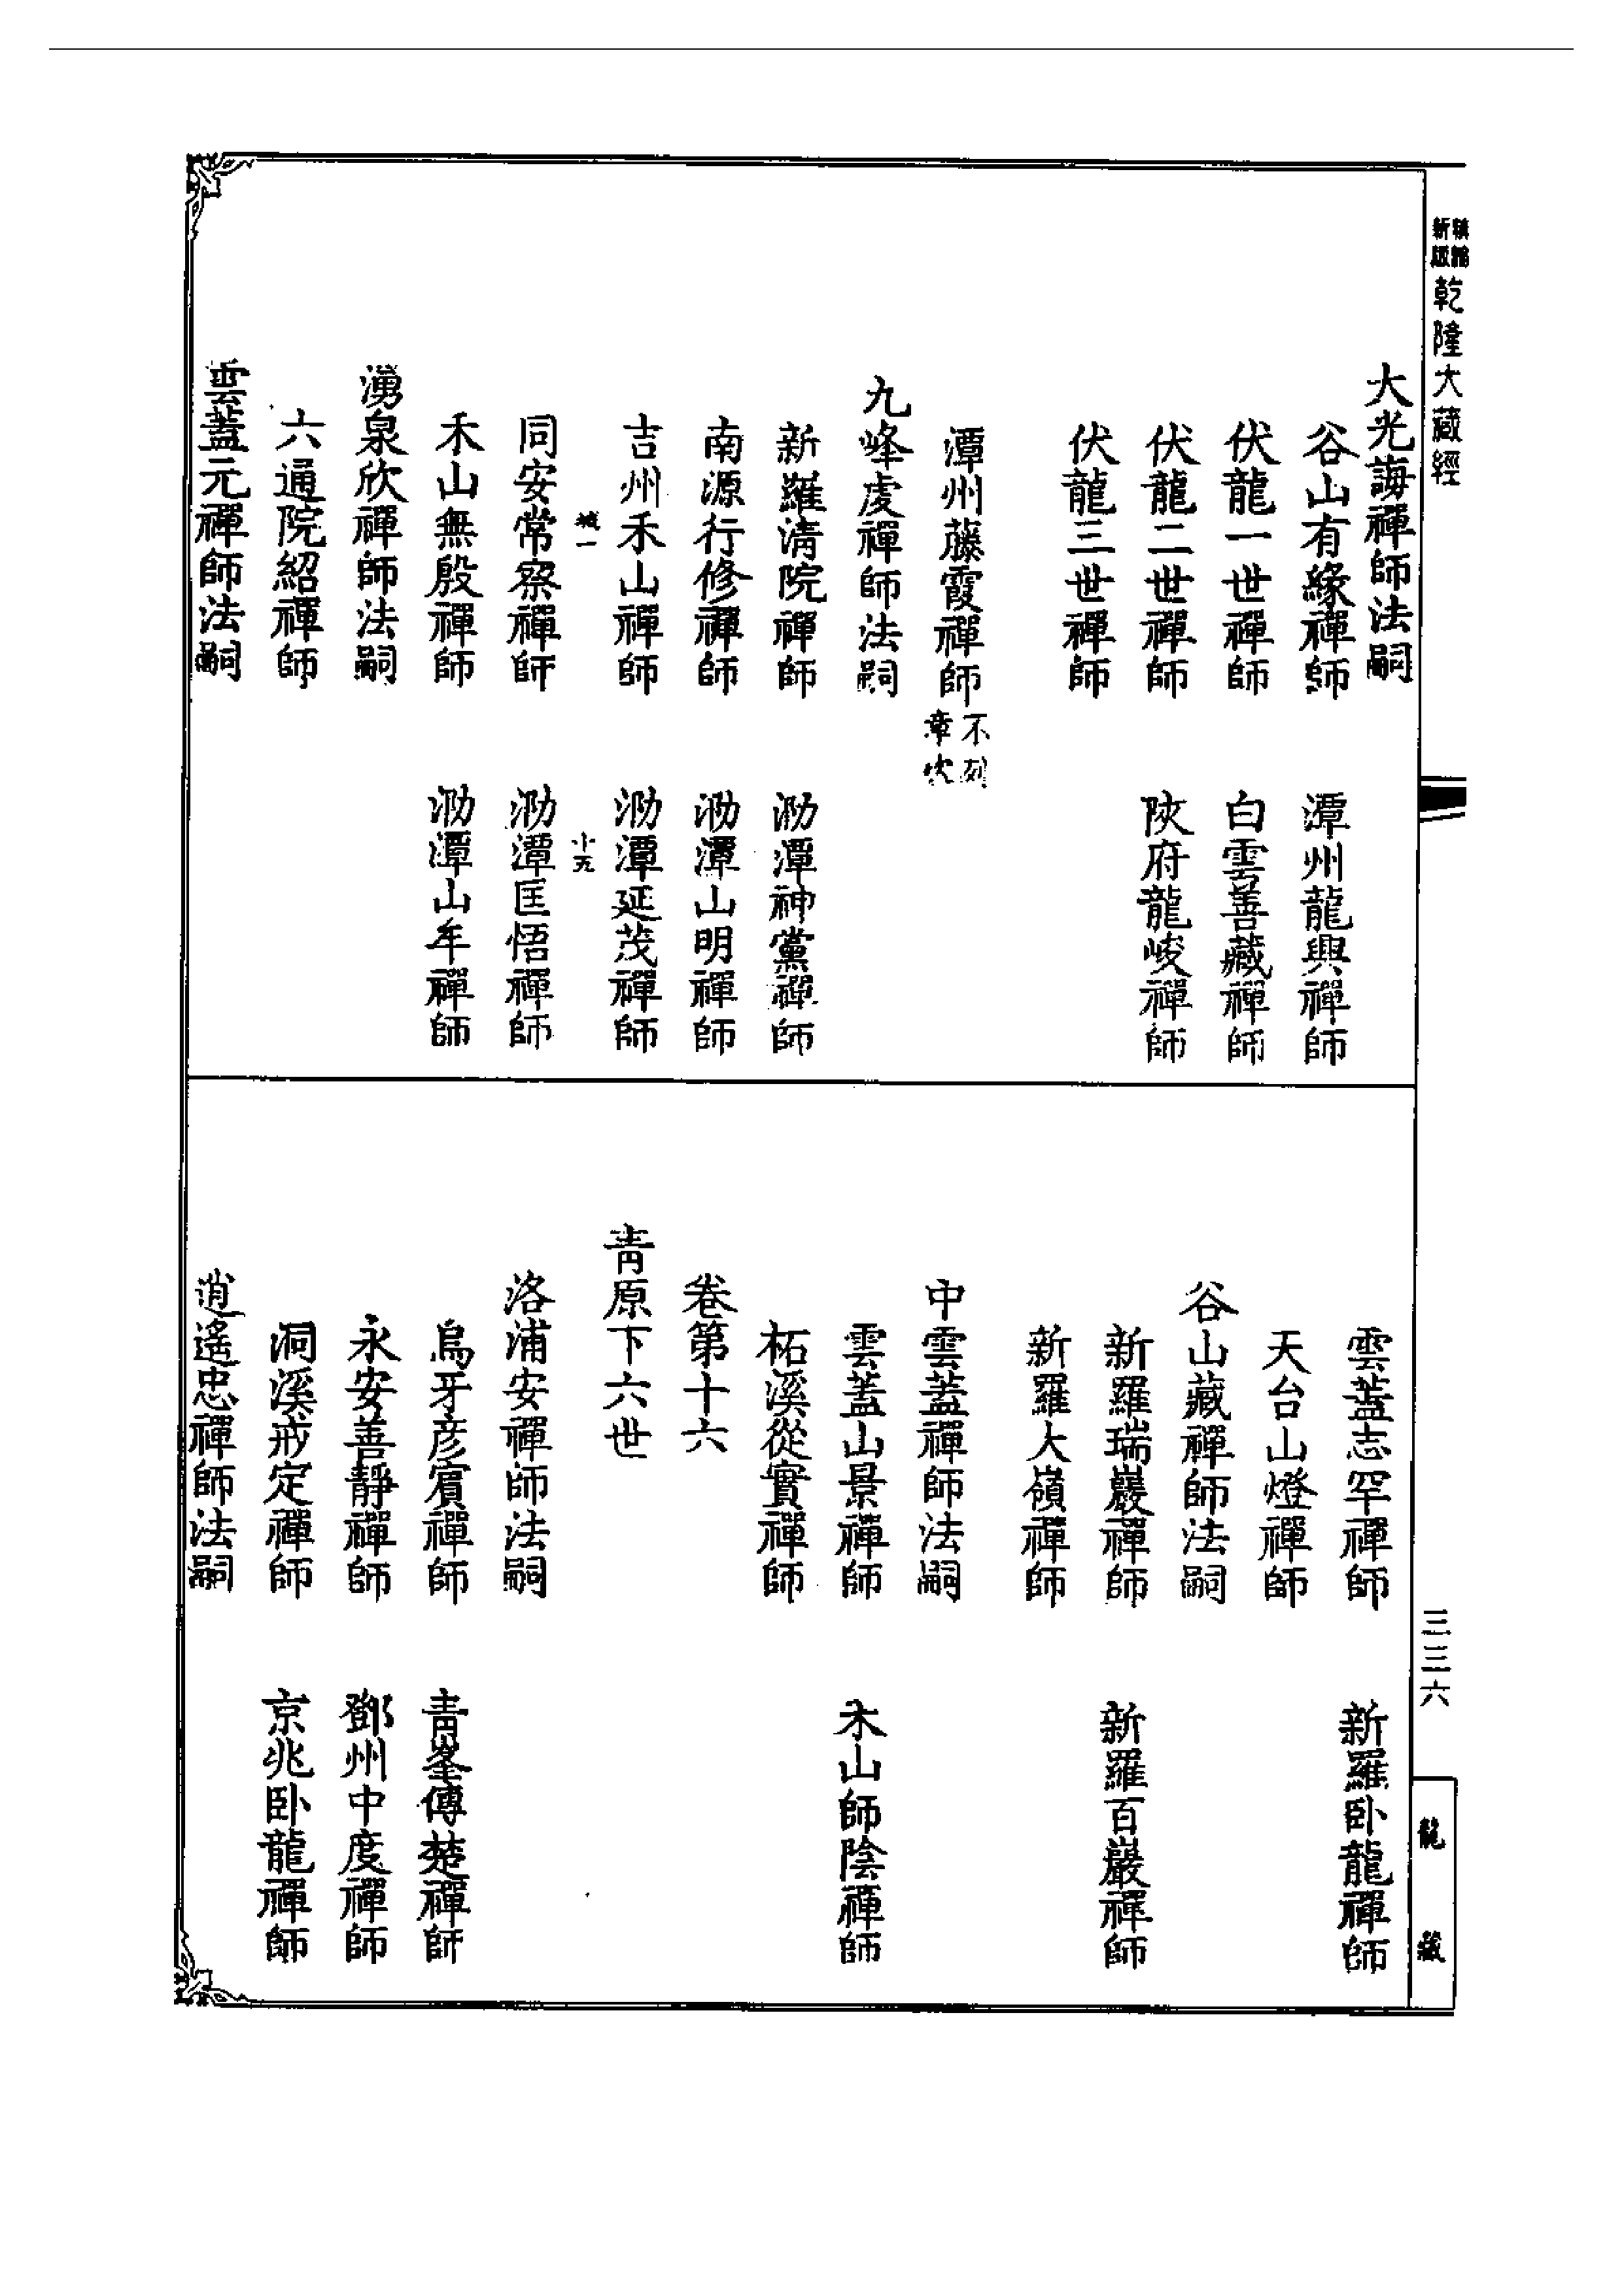 新版
乾隆大藏經
大光誨禪師法嗣
谷山有緣禪師　潭州龍興禪師
伏龍一世禪師　白雲善藏禪師
伏龍二世禪師　陝府龍峻禪師
伏龍三世禪師
潭州藤霞禪師不列章次
九峰虔禪師法嗣
新羅清院禪師　泐潭神黨禪師
南源行修禪師　泐潭山明禪師
吉州禾山禪師　泐潭延茂禪師
城一　十五
同安常察禪師　泐潭匡悟禪師
禾山無殷禪師　泐潭山牟禪師
湧泉欣禪師法嗣
六通院紹禪師
雲蓋元禪師法嗣
雲蓋志罕禪師　新羅卧龍禪師
天台山燈禪師
谷山藏禪師法嗣
新羅瑞巖禪師　新羅百巖禪師
新羅大嶺禪師
中雲蓋禪師法嗣
雲蓋山景禪師　禾山師陰禪師
柘溪從實禪師
卷第十六
青原下六世
洛浦安禪師法嗣
烏牙彥賓禪師　青峯傳楚禪師
永安善靜禪師　鄧州中度禪師
洞溪戒定禪師　京兆卧龍禪師
逍遙忠禪師法嗣
三三六
龍藏